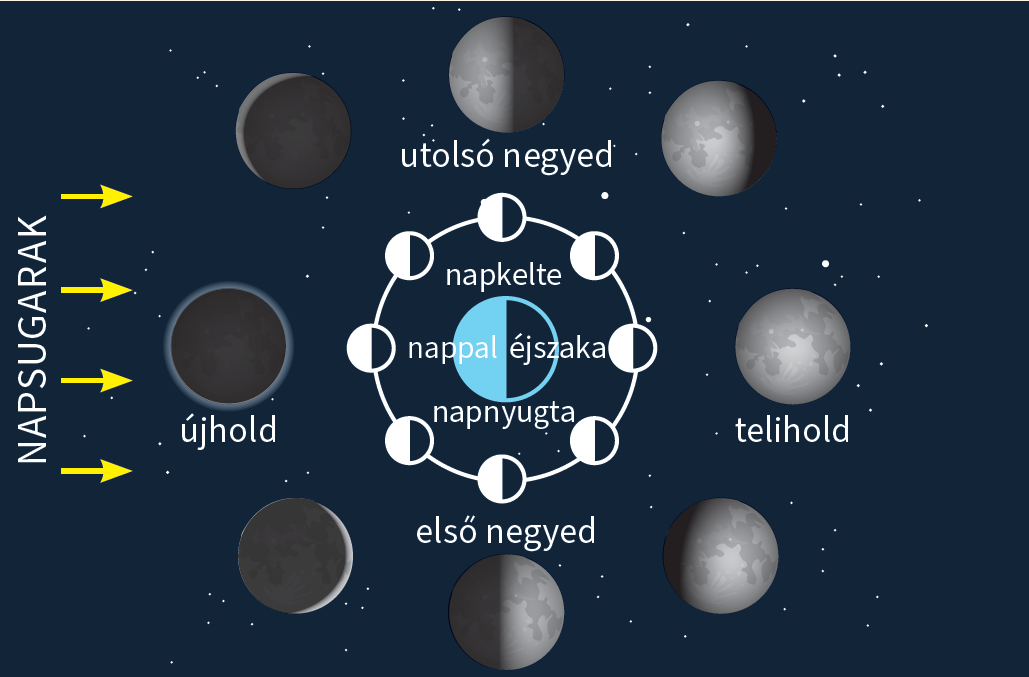 utolsó negyed
NAPSUGARAK
napkelte
nappal éjszaka
napnyugta
újhold
telihold
első negyed